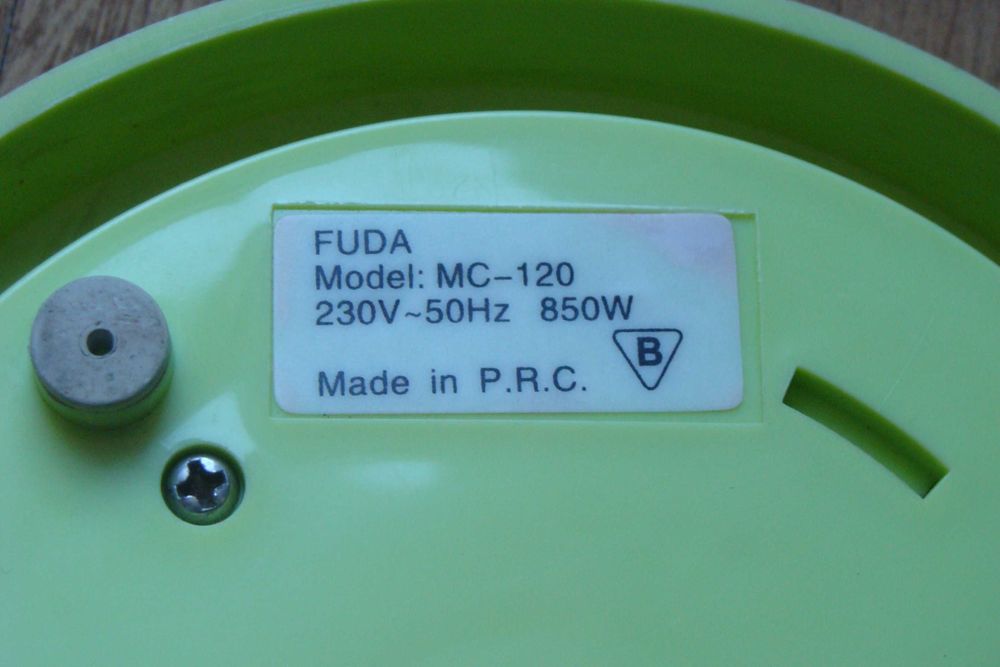 FUDA
Model: MC-120
230V~50Hz 850W
B
Made in P.R.C.